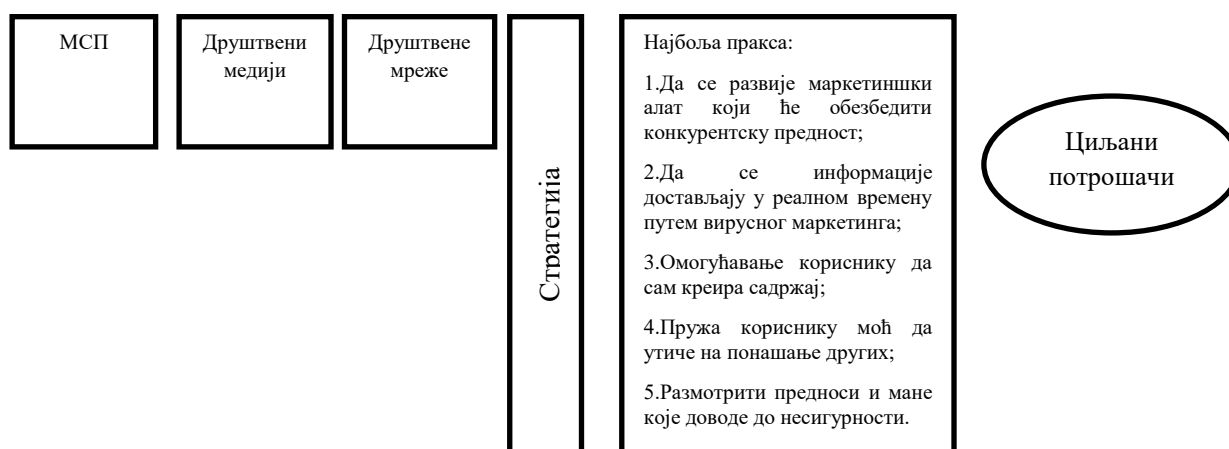 МСП
Друштвени
медији
Друштвене
мреже
Стратегија
Најбоља пракса:
1.Да се развије маркетиншки
алат који ће обезбедити
конкурентску предност;
2.Да се информације
достављају у реалном времену
путем вирусног маркетинга;
3.Омогућавање кориснику да
сам креира садржај;
4.Пружа кориснику моћ да
утиче на понашање других;
5.Размотрити предноси и мане
које доводе до несигурности.
Циљани
потрошачи